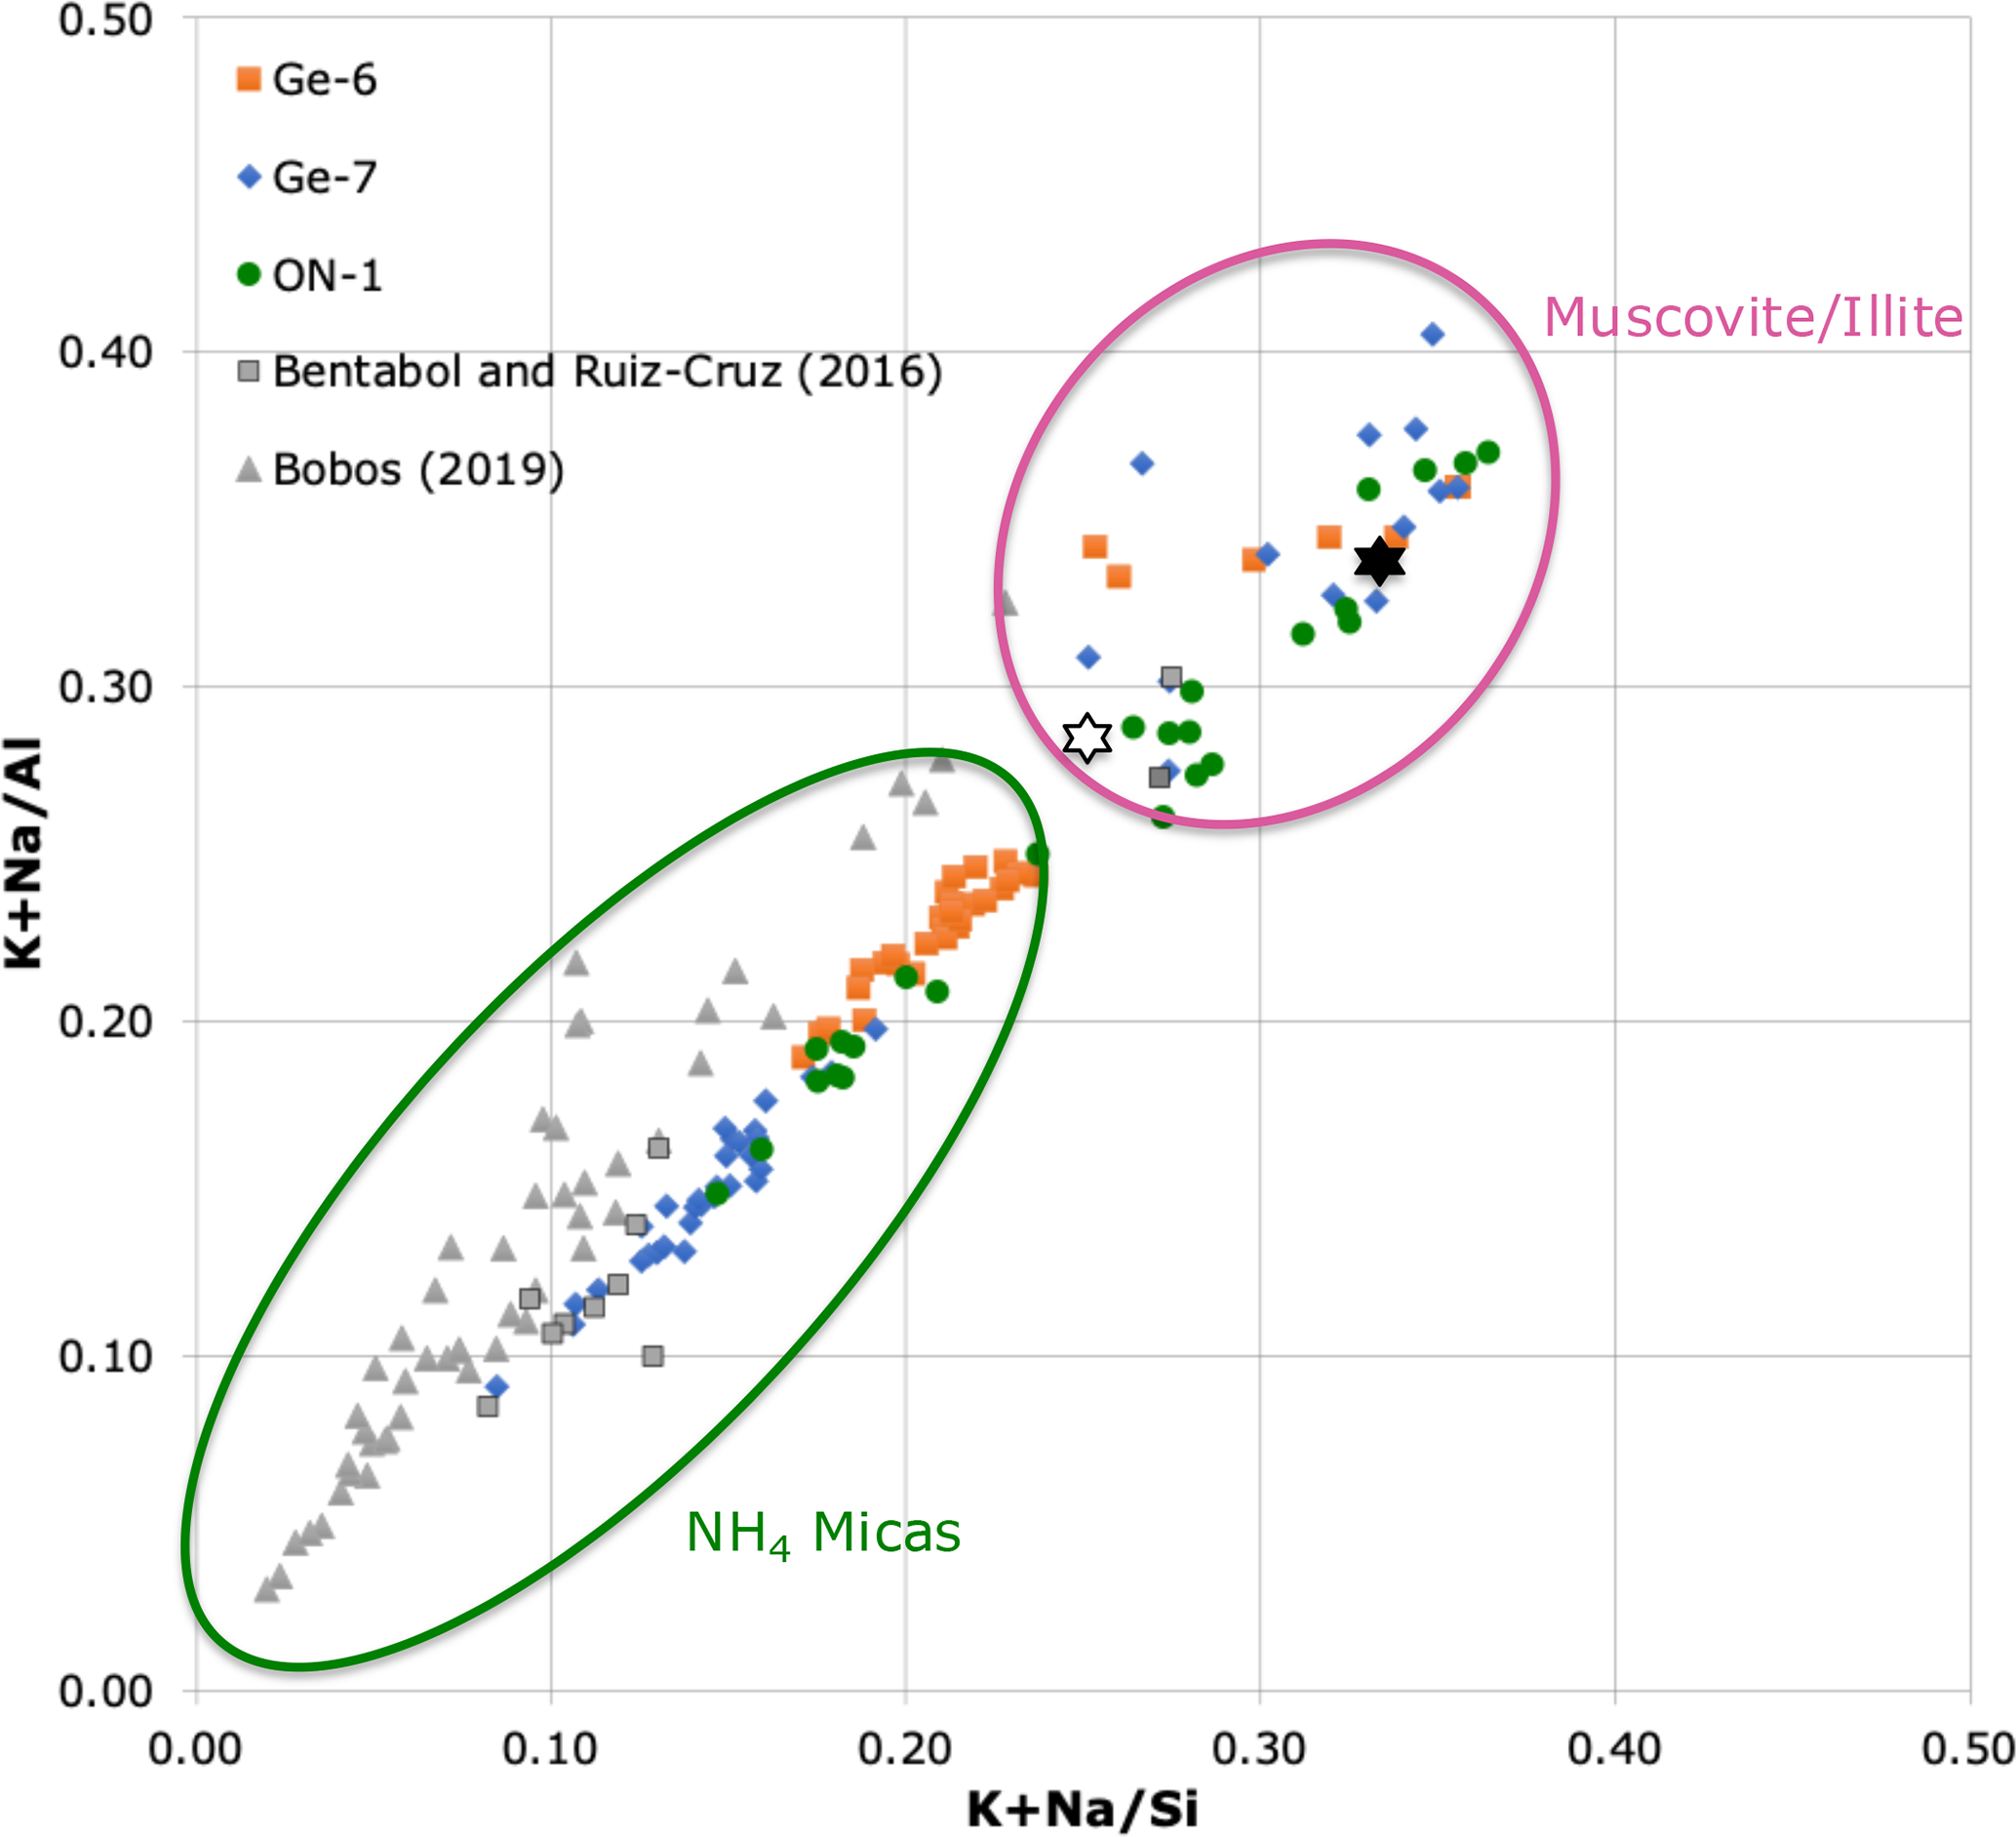 0.50
Ge-6
Ge-7
ON-1
Muscovite/Illite
0.40
Bentabol and Ruiz-Cruz (2016)
Bobos (2019)
0.30
K+Na/Al
0.20
0.10
NH₄ Micas
0.00
0.00 0.10 0.20 0.30 0.40 0.50
K+Na/Si